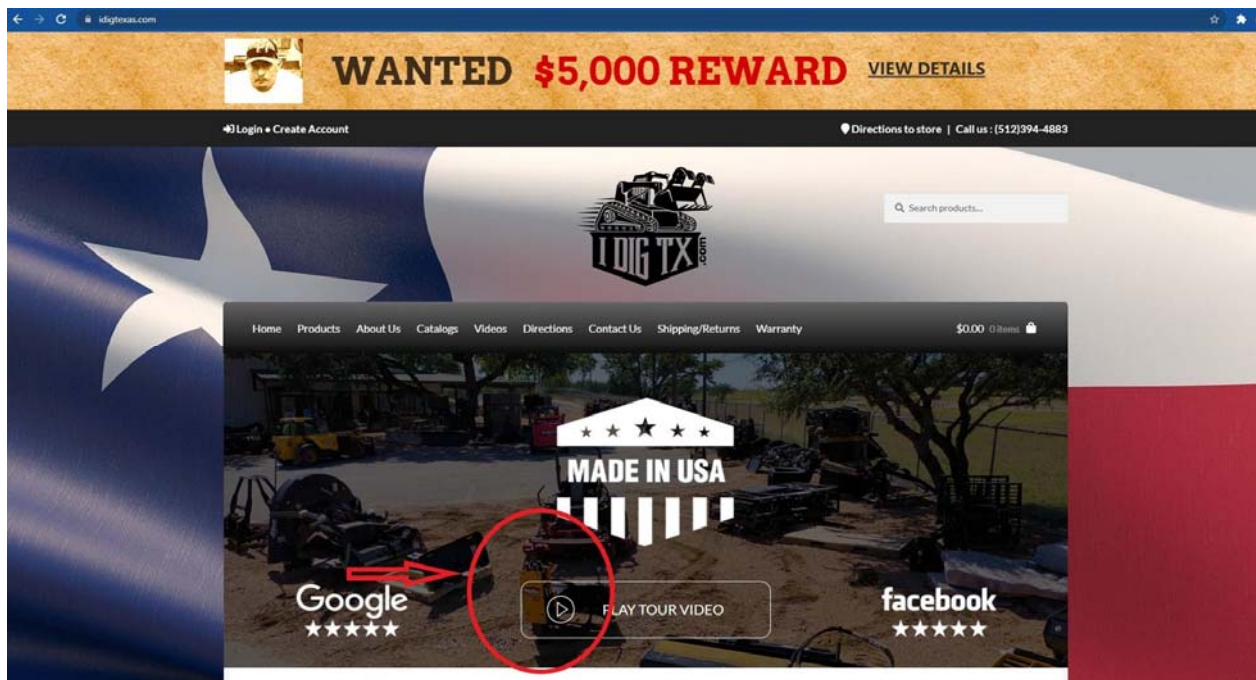 idigtexas.com
WANTED $5,000 REWARD VIEW DETAILS
Login • Create Account
Directions to store | Call us : (512)394-4883
I DIG TX .com
Search products...
Home Products About Us Catalogs Videos Directions Contact Us Shipping/Returns Warranty
$0.00 0 items
MADE IN USA
Google
PLAY TOUR VIDEO
facebook